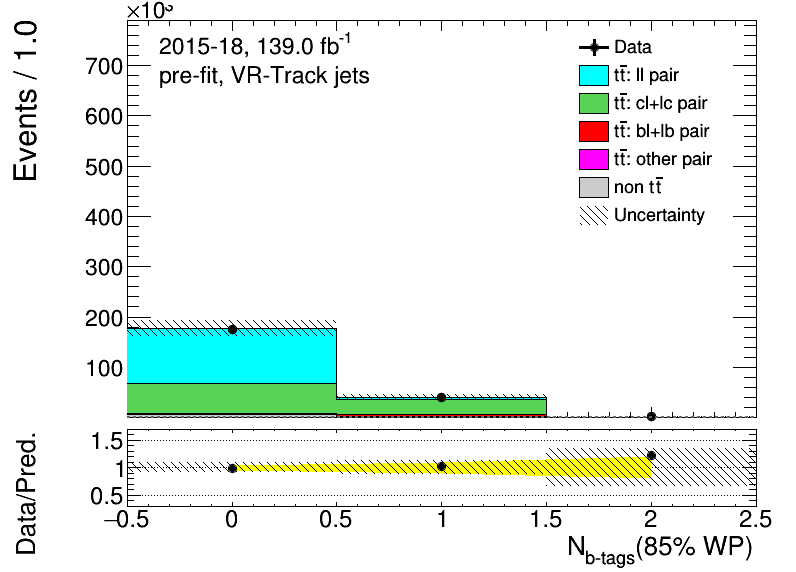 ×10³
Events / 1.0
700
600
500
400
300
200
100
2015-18, 139.0 fb⁻¹
pre-fit, VR-Track jets
Data
tt̄: ll pair
tt̄: cl+lc pair
tt̄: bl+lb pair
tt̄: other pair
non tt̄
Uncertainty
Data/Pred.
1.5
1
0.5
−0.5 0 0.5 1 1.5 2 2.5
N_b-tags(85% WP)